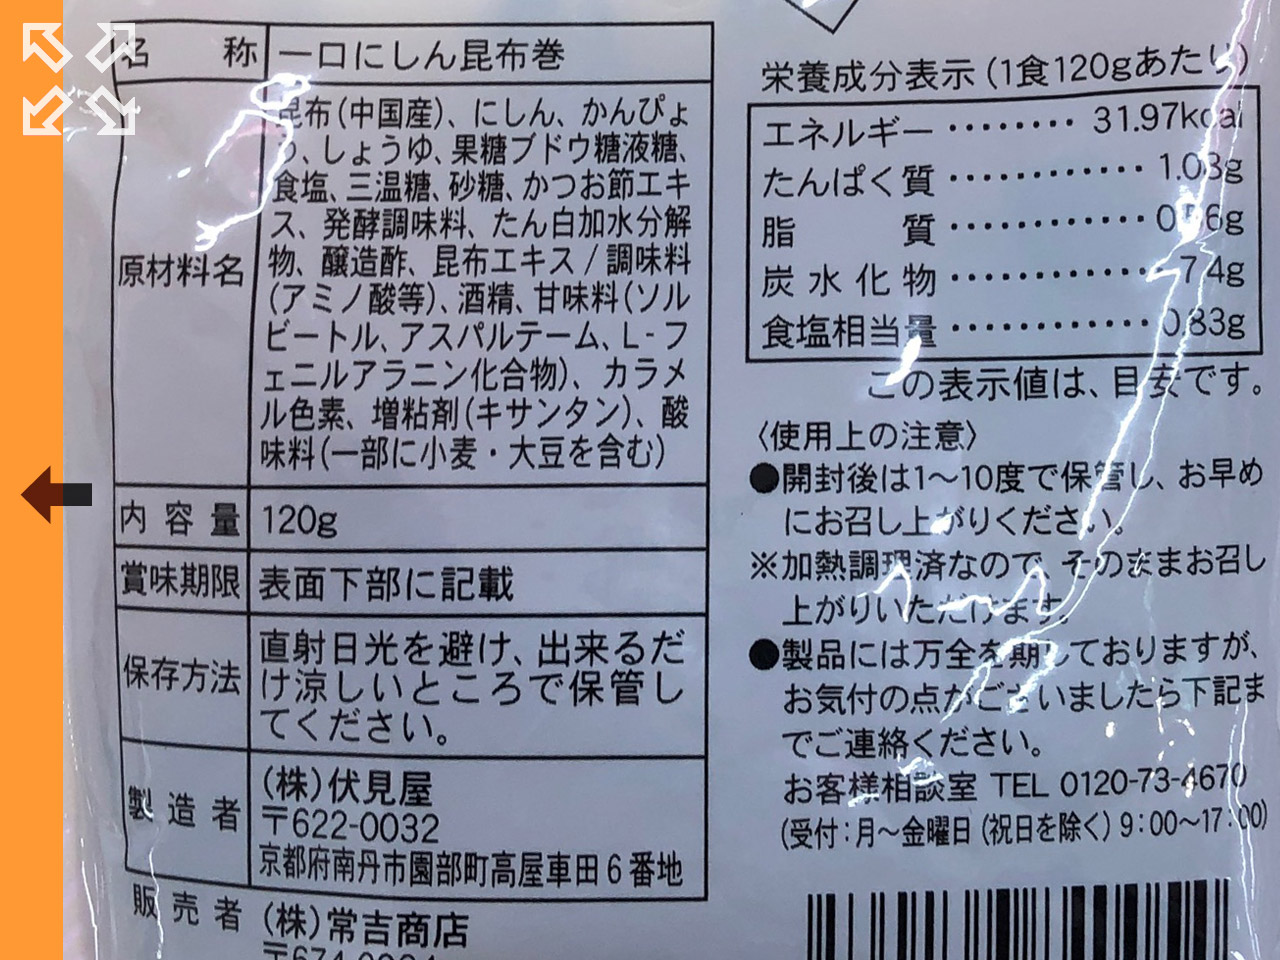 名称 一口にしん昆布巻
原材料名
昆布(中国産)、にしん、かんぴょ
う、しょうゆ、果糖ブドウ糖液糖、
食塩、三温糖、砂糖、かつお節エキ
ス、発酵調味料、たん白加水分解
物、醸造酢、昆布エキス/調味料
(アミノ酸等)、酒精、甘味料(ソル
ビートル、アスパルテーム、L-フ
ェニルアラニン化合物)、カラメ
ル色素、増粘剤(キサンタン)、酸
味料(一部に小麦・大豆を含む)
内容量 120g
賞味期限 表面下部に記載
保存方法
直射日光を避け、出来るだ
け涼しいところで保管し
てください。
製造者
(株)伏見屋
〒622-0032
京都府南丹市園部町高屋車田6番地
販売者 (株)常吉商店
栄養成分表示(1食120gあたり)
エネルギー ········ 31.97kcal
たんぱく質 ············ 1.03g
脂質 ············
炭水化物 ············· 7.4g
食塩相当量 ············ 0.83g
この表示値は、目安です。
〈使用上の注意〉
●開封後は1〜10度で保管し、お早め
にお召し上がりください。
※加熱調理済なので、そのままお召し
上がりいただけます。
●製品には万全を期しておりますが、
お気付の点がございましたら下記ま
でご連絡ください。
お客様相談室 TEL 0120-73-4670
(受付:月〜金曜日(祝日を除く)9:00〜17:00)